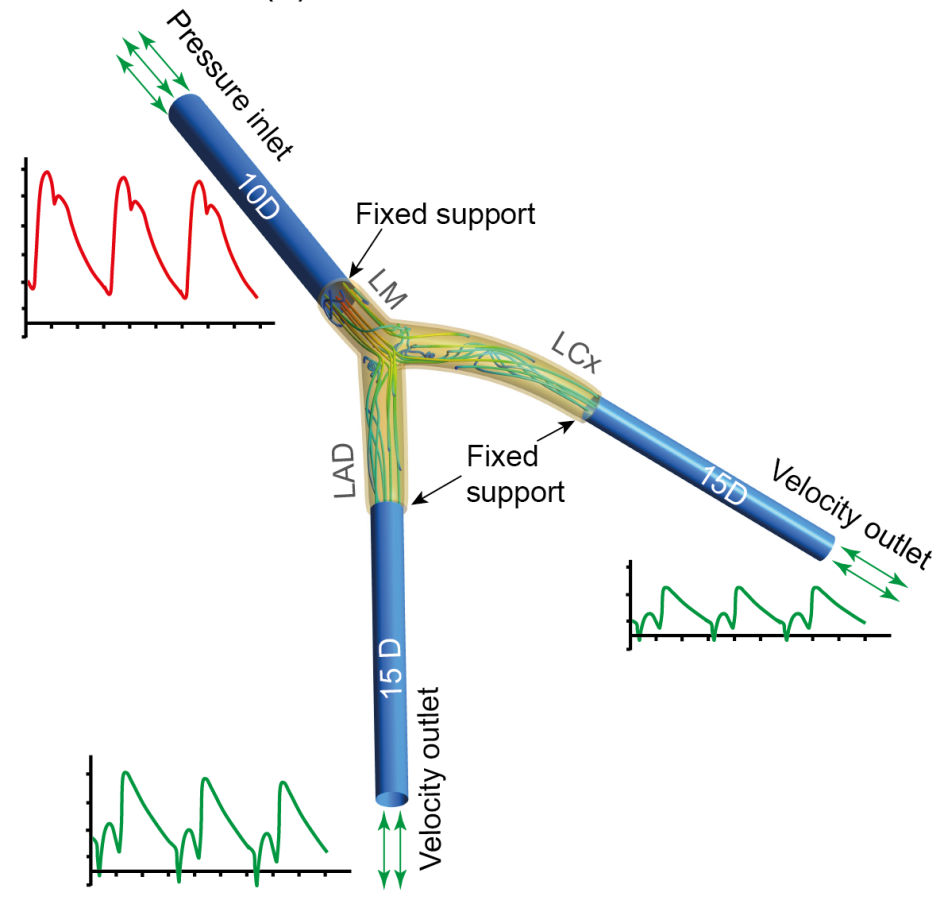 Pressure inlet
10D
Fixed support
LM
LCx
LAD
Fixed
support
15D
Velocity outlet
15 D
Velocity outlet